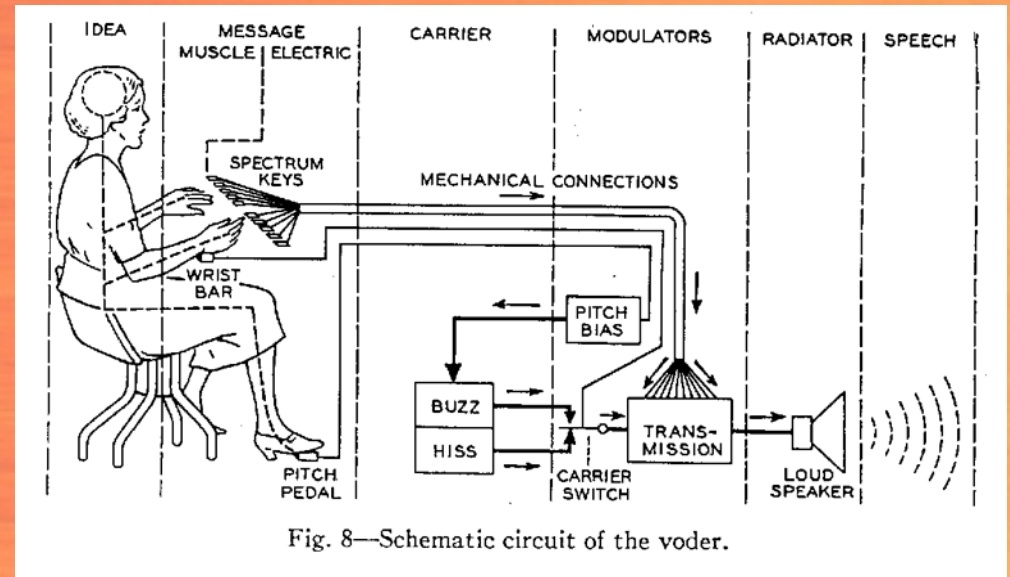 IDEA
MESSAGE
MUSCLE ELECTRIC
CARRIER
MODULATORS
RADIATOR
SPEECH
SPECTRUM
KEYS
MECHANICAL CONNECTIONS
WRIST
BAR
PITCH
BIAS
BUZZ
HISS
TRANS-
MISSION
CARRIER
SWITCH
LOUD
SPEAKER
PITCH
PEDAL
Fig. 8—Schematic circuit of the voder.